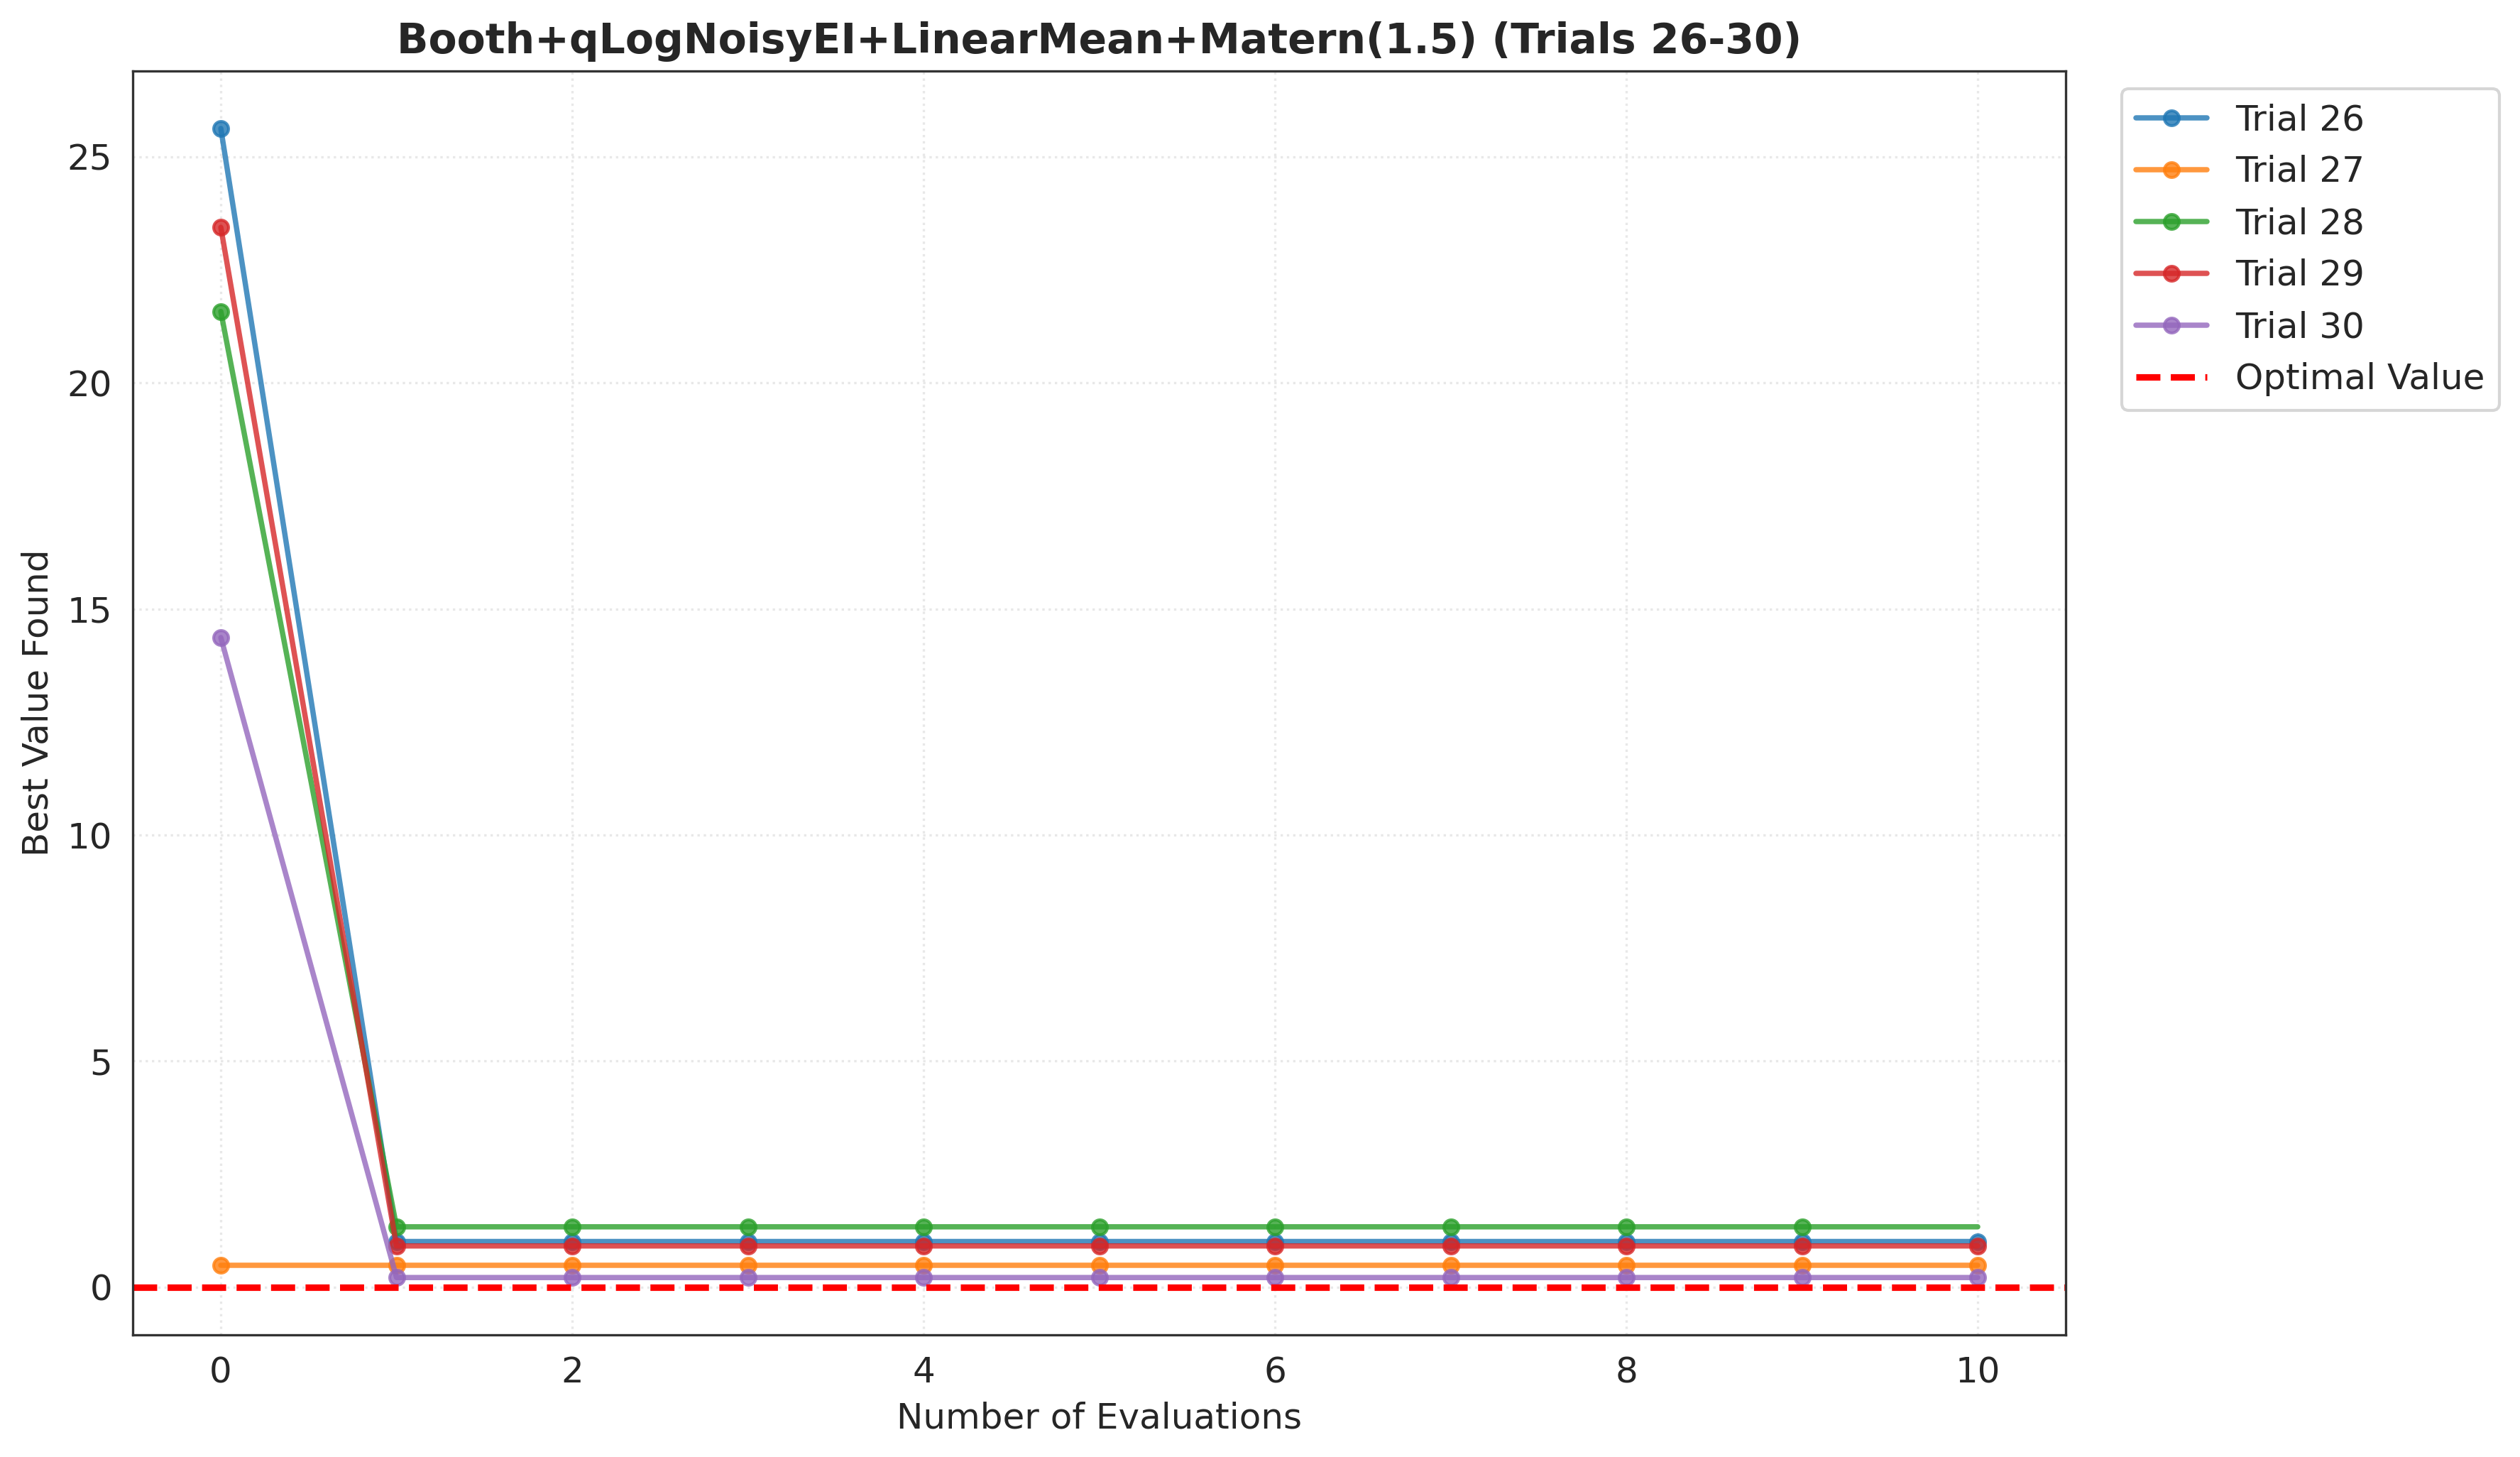 Booth+qLogNoisyEI+LinearMean+Matern(1.5) (Trials 26-30)
Trial 26
Trial 27
Trial 28
Trial 29
Trial 30
Optimal Value
Best Value Found
25
20
15
10
5
0
0 2 4 6 8 10
Number of Evaluations